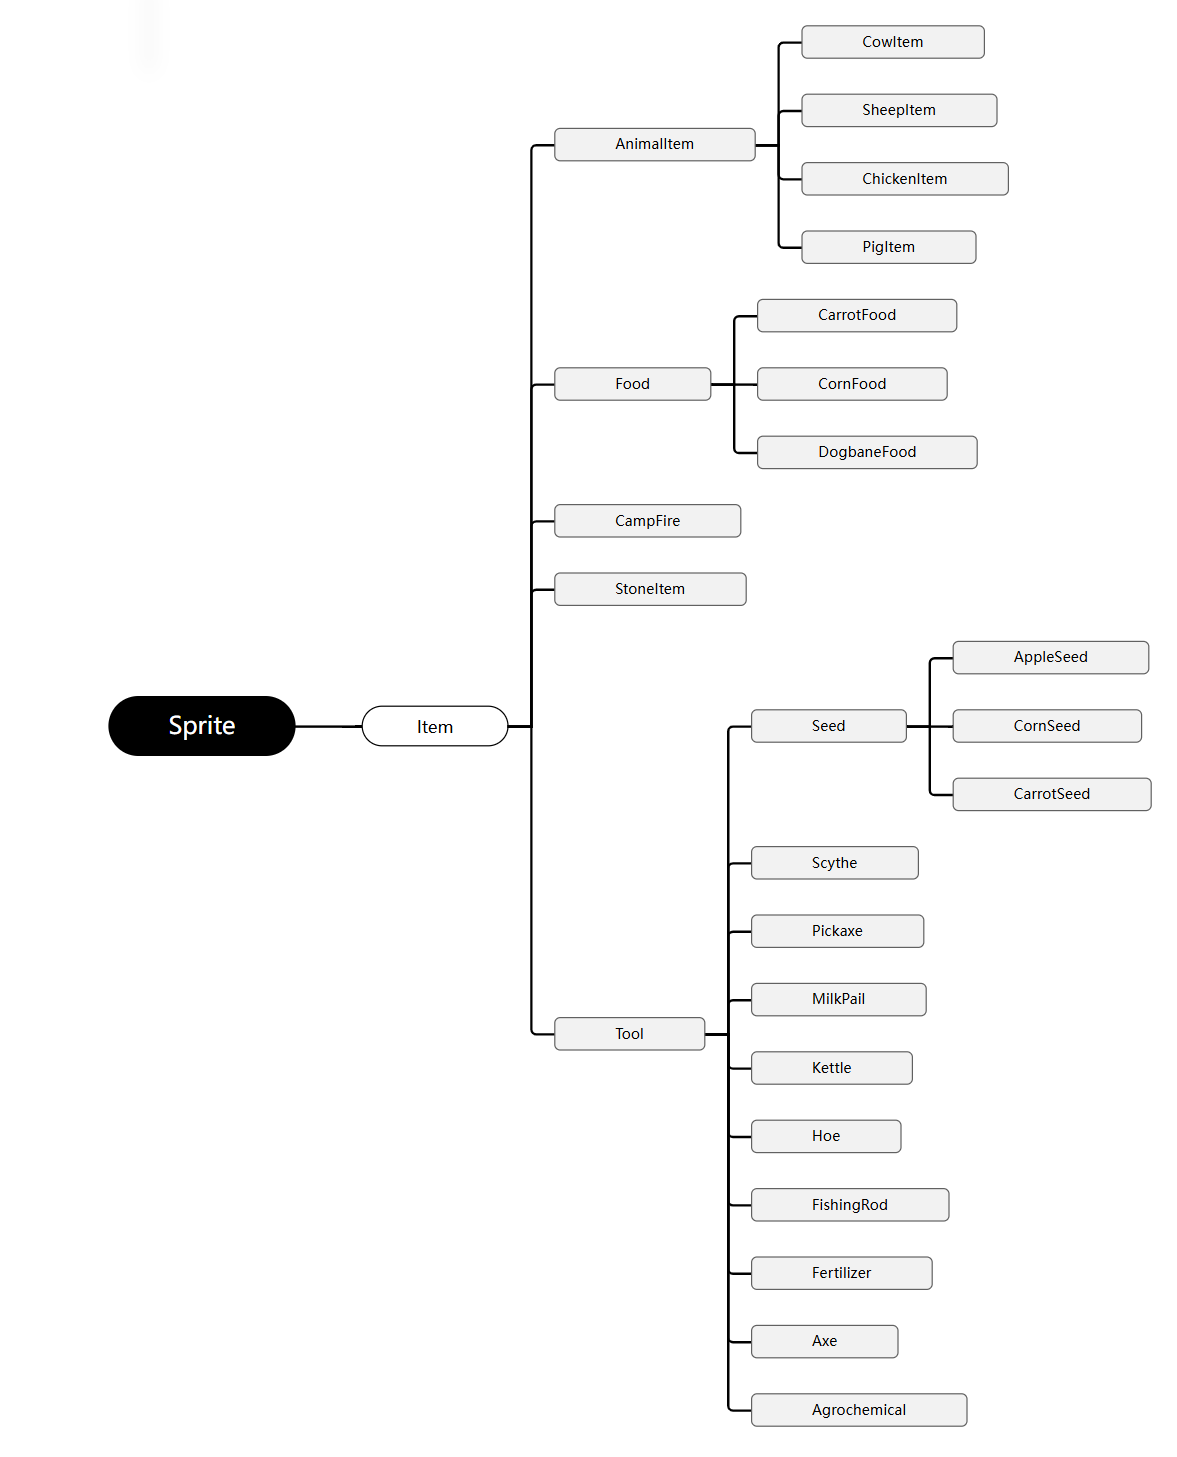 Sprite
Item
AnimalItem
CowItem
SheepItem
ChickenItem
PigItem
Food
CarrotFood
CornFood
DogbaneFood
CampFire
StoneItem
Tool
Seed
AppleSeed
CornSeed
CarrotSeed
Scythe
Pickaxe
MilkPail
Kettle
Hoe
FishingRod
Fertilizer
Axe
Agrochemical